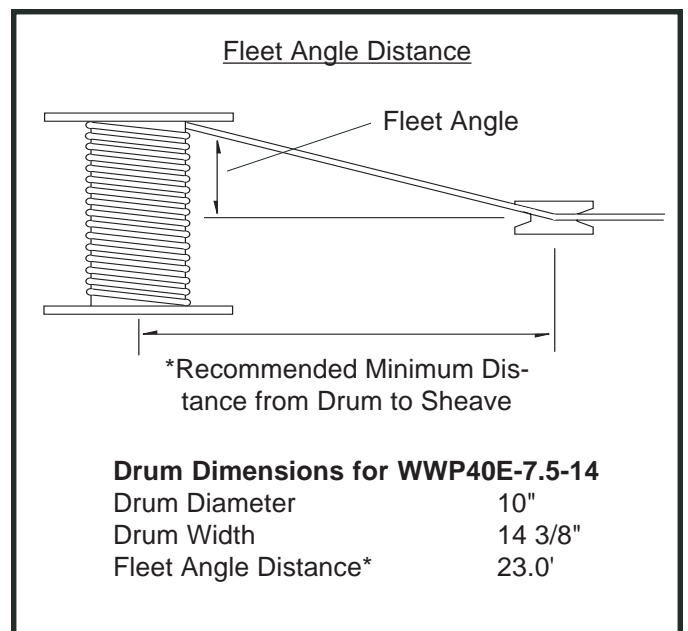 Fleet Angle Distance
Fleet Angle
*Recommended Minimum Dis-
tance from Drum to Sheave
Drum Dimensions for WWP40E-7.5-14
Drum Diameter 10"
Drum Width 14 3/8"
Fleet Angle Distance* 23.0'